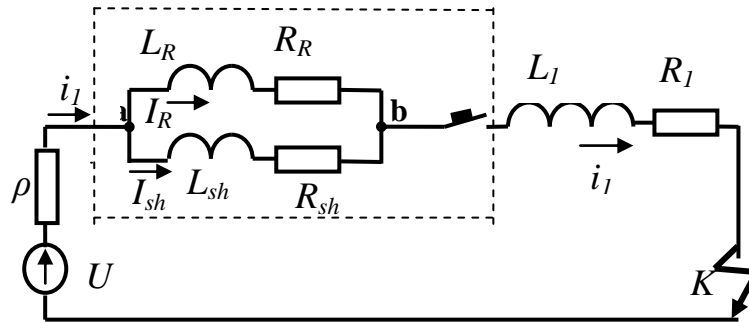 L_R R_R
i_1 a I_R b L_1 R_1
I_sh L_sh R_sh i_1
ρ
U K